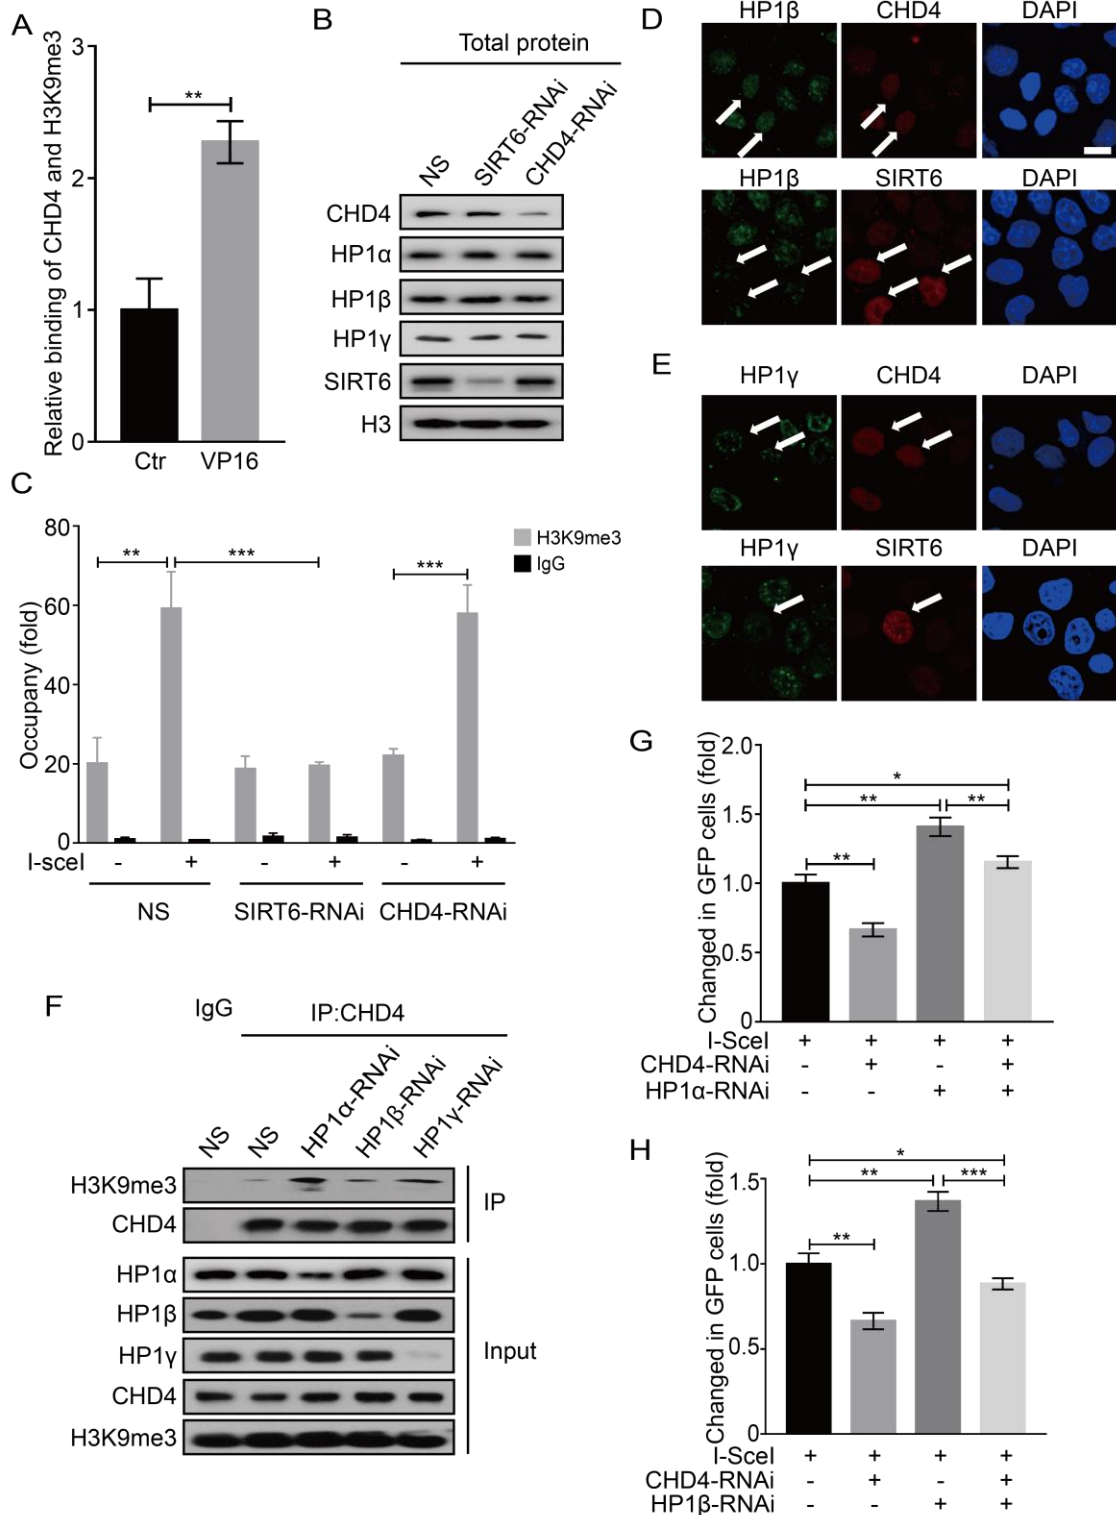 A
Relative binding of CHD4 and H3K9me3
3
2
1
0
**
Ctr VP16
B
Total protein
NS SIRT6-RNAi CHD4-RNAi
CHD4
HP1α
HP1β
HP1γ
SIRT6
H3
C
Occupany (fold)
80
60
40
20
0
** *** ***
H3K9me3
IgG
I-sceI - + - + - +
NS SIRT6-RNAi CHD4-RNAi
D
HP1β CHD4 DAPI
HP1β SIRT6 DAPI
E
HP1γ CHD4 DAPI
HP1γ SIRT6 DAPI
F
IgG IP:CHD4
NS NS HP1α-RNAi HP1β-RNAi HP1γ-RNAi
H3K9me3
CHD4
IP
HP1α
HP1β
HP1γ
CHD4
H3K9me3
Input
G
Changed in GFP cells (fold)
2.0
1.5
1.0
0.5
0
*
** **
**
I-SceI + + + +
CHD4-RNAi - + - +
HP1α-RNAi - - + +
H
Changed in GFP cells (fold)
1.5
1.0
0.5
0
*
** ***
**
I-SceI + + + +
CHD4-RNAi - + - +
HP1β-RNAi - - + +